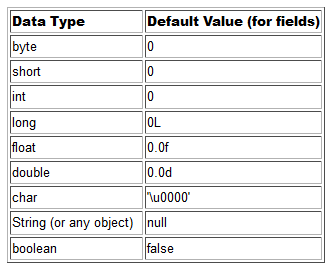 Data Type Default Value (for fields)
byte 0
short 0
int 0
long 0L
float 0.0f
double 0.0d
char '\u0000'
String (or any object) null
boolean false